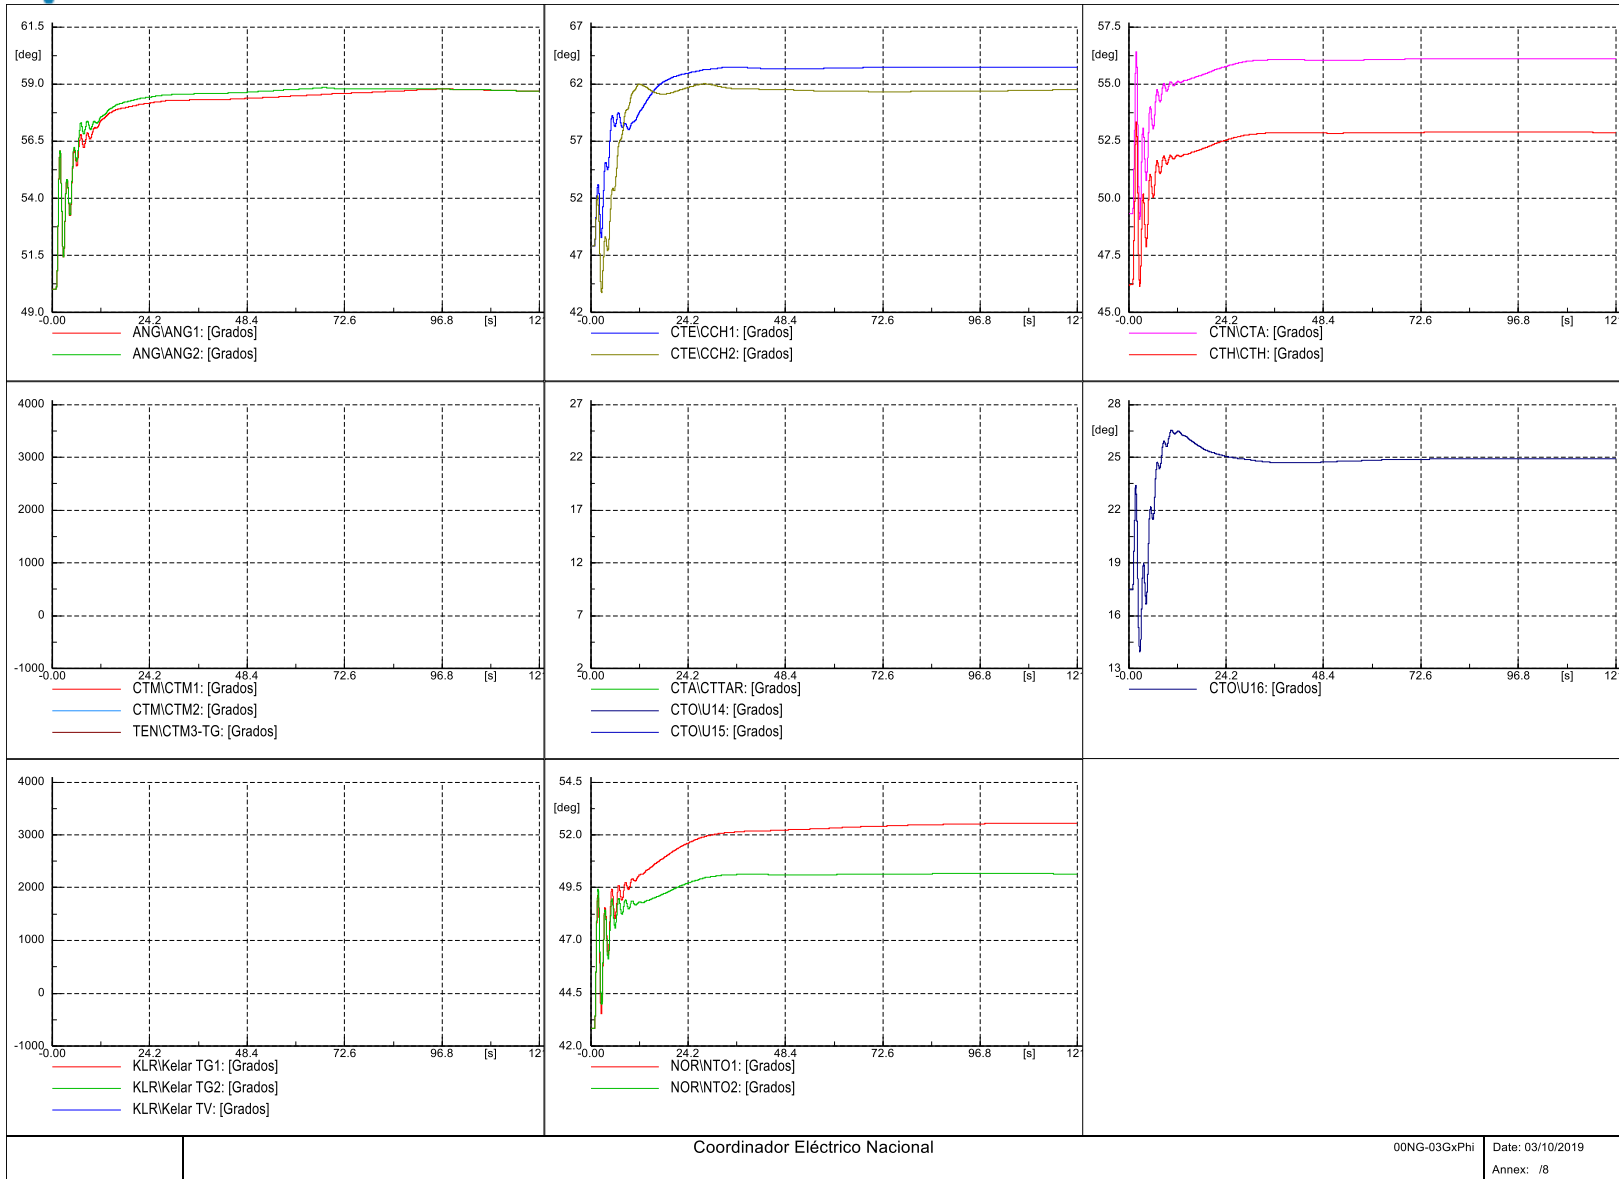 61.5
[deg]
59.0
56.5
54.0
51.5
49.0
-0.00 24.2 48.4 72.6 96.8 [s] 12
ANG\ANG1: [Grados]
ANG\ANG2: [Grados]
67
[deg]
62
57
52
47
42
-0.00 24.2 48.4 72.6 96.8 [s] 12
CTE\CCH1: [Grados]
CTE\CCH2: [Grados]
57.5
[deg]
55.0
52.5
50.0
47.5
45.0
-0.00 24.2 48.4 72.6 96.8 [s] 12
CTN\CTA: [Grados]
CTH\CTH: [Grados]
4000
3000
2000
1000
0
-1000
-0.00 24.2 48.4 72.6 96.8 [s] 12
CTM\CTM1: [Grados]
CTM\CTM2: [Grados]
TEN\CTM3-TG: [Grados]
27
22
17
12
7
2
-0.00 24.2 48.4 72.6 96.8 [s] 12
CTA\CTTAR: [Grados]
CTO\U14: [Grados]
CTO\U15: [Grados]
28
[deg]
25
22
19
16
13
-0.00 24.2 48.4 72.6 96.8 [s] 12
CTO\U16: [Grados]
4000
3000
2000
1000
0
-1000
-0.00 24.2 48.4 72.6 96.8 [s] 12
KLR\Kelar TG1: [Grados]
KLR\Kelar TG2: [Grados]
KLR\Kelar TV: [Grados]
54.5
[deg]
52.0
49.5
47.0
44.5
42.0
-0.00 24.2 48.4 72.6 96.8 [s] 12
NOR\NTO1: [Grados]
NOR\NTO2: [Grados]
Coordinador Eléctrico Nacional
00NG-03GxPhi
Date: 03/10/2019
Annex: /8